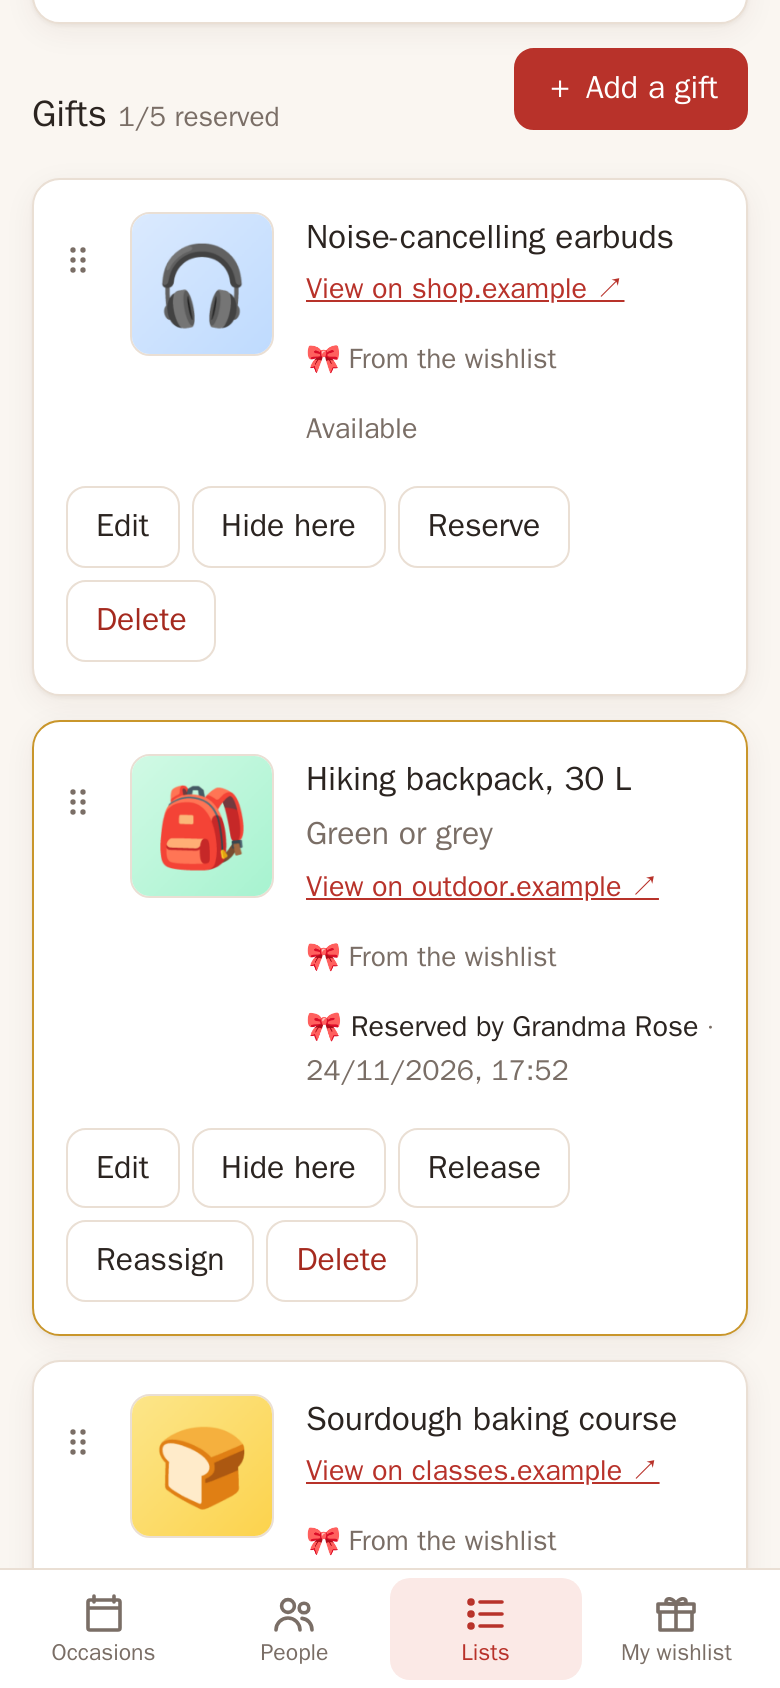 Gifts 1/5 reserved
+ Add a gift
Noise-cancelling earbuds
View on shop.example ↗
🎀 From the wishlist
Available
Edit
Hide here
Reserve
Delete
Hiking backpack, 30 L
Green or grey
View on outdoor.example ↗
🎀 From the wishlist
🎀 Reserved by Grandma Rose ·
24/11/2026, 17:52
Edit
Hide here
Release
Reassign
Delete
Sourdough baking course
View on classes.example ↗
🎀 From the wishlist
Occasions
People
Lists
My wishlist